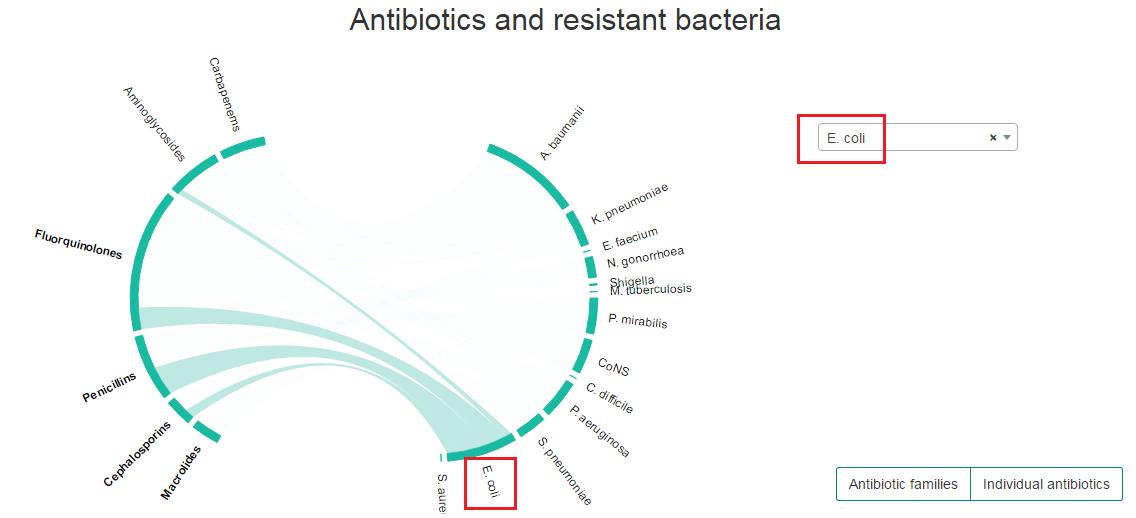 Antibiotics and resistant bacteria
Carbapenems
Aminoglycosides
Fluorquinolones
Penicillins
Cephalosporins
Macrolides
A. baumanii
K. pneumoniae
E. faecium
N. gonorrhoea
Shigella
M. tuberculosis
P. mirabilis
CoNS
C. difficile
P. aeruginosa
S. pneumoniae
E. coli
S. aure
E. coli × 
Antibiotic families
Individual antibiotics